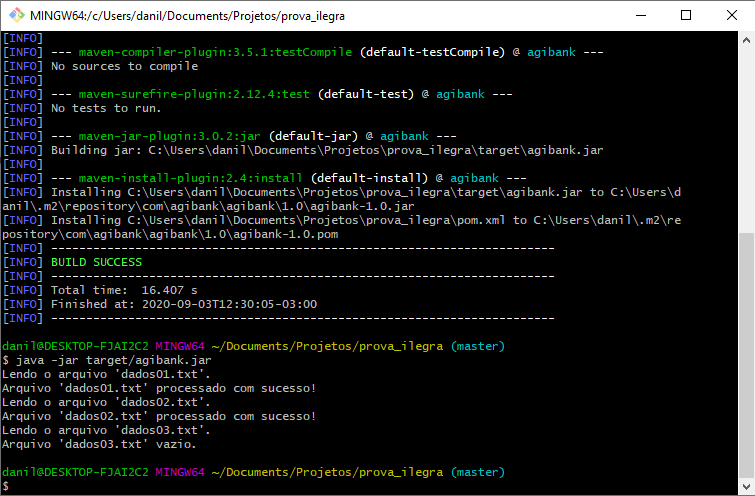 MINGW64:/c/Users/danil/Documents/Projetos/prova_ilegra
[INFO]
[INFO] --- maven-compiler-plugin:3.5.1:testCompile (default-testCompile) @ agibank ---
[INFO] No sources to compile
[INFO]
[INFO] --- maven-surefire-plugin:2.12.4:test (default-test) @ agibank ---
[INFO] No tests to run.
[INFO]
[INFO] --- maven-jar-plugin:3.0.2:jar (default-jar) @ agibank ---
[INFO] Building jar: C:\Users\danil\Documents\Projetos\prova_ilegra\target\agibank.jar
[INFO]
[INFO] --- maven-install-plugin:2.4:install (default-install) @ agibank ---
[INFO] Installing C:\Users\danil\Documents\Projetos\prova_ilegra\target\agibank.jar to C:\Users\d
anil\.m2\repository\com\agibank\agibank\1.0\agibank-1.0.jar
[INFO] Installing C:\Users\danil\Documents\Projetos\prova_ilegra\pom.xml to C:\Users\danil\.m2\re
pository\com\agibank\agibank\1.0\agibank-1.0.pom
[INFO] ------------------------------------------------------------------------
[INFO] BUILD SUCCESS
[INFO] ------------------------------------------------------------------------
[INFO] Total time:  16.407 s
[INFO] Finished at: 2020-09-03T12:30:05-03:00
[INFO] ------------------------------------------------------------------------
danil@DESKTOP-FJAI2C2 MINGW64 ~/Documents/Projetos/prova_ilegra (master)
$ java -jar target/agibank.jar
Lendo o arquivo 'dados01.txt'.
Arquivo 'dados01.txt' processado com sucesso!
Lendo o arquivo 'dados02.txt'.
Arquivo 'dados02.txt' processado com sucesso!
Lendo o arquivo 'dados03.txt'.
Arquivo 'dados03.txt' vazio.
danil@DESKTOP-FJAI2C2 MINGW64 ~/Documents/Projetos/prova_ilegra (master)
$